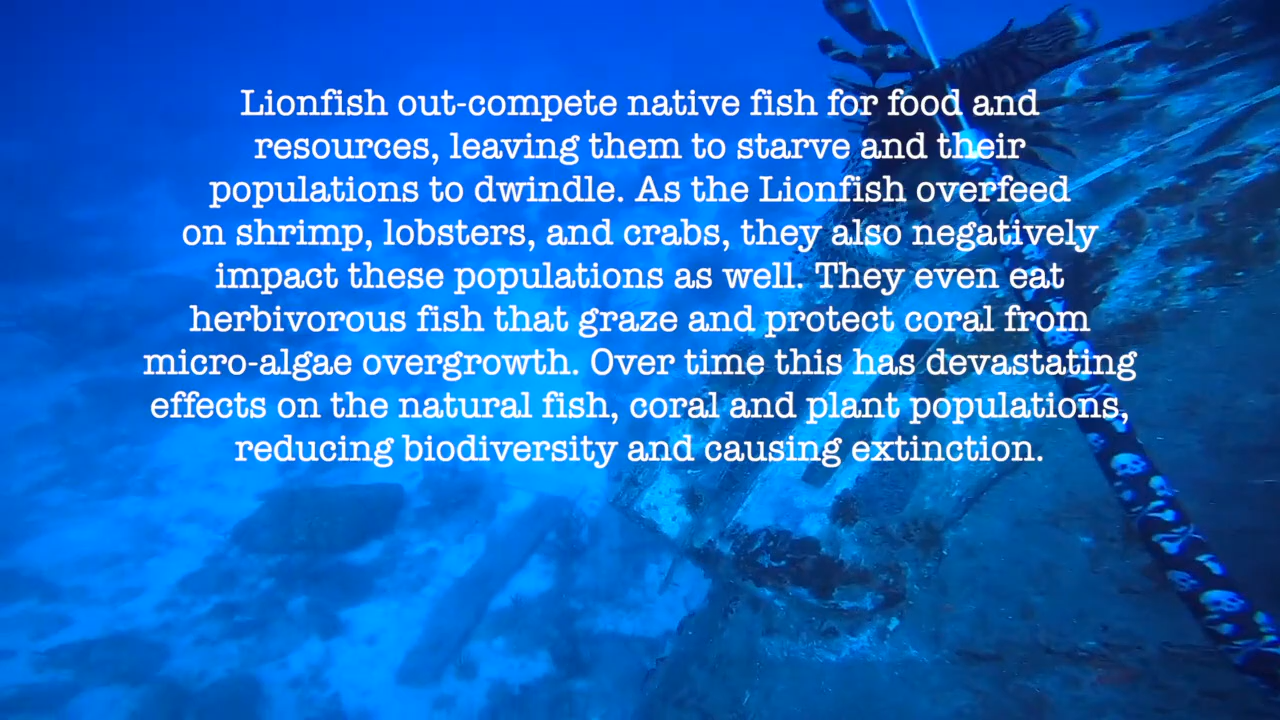 Lionfish out-compete native fish for food and
resources, leaving them to starve and their
populations to dwindle. As the Lionfish overfeed
on shrimp, lobsters, and crabs, they also negatively
impact these populations as well. They even eat
herbivorous fish that graze and protect coral from
micro-algae overgrowth. Over time this has devastating
effects on the natural fish, coral and plant populations,
reducing biodiversity and causing extinction.